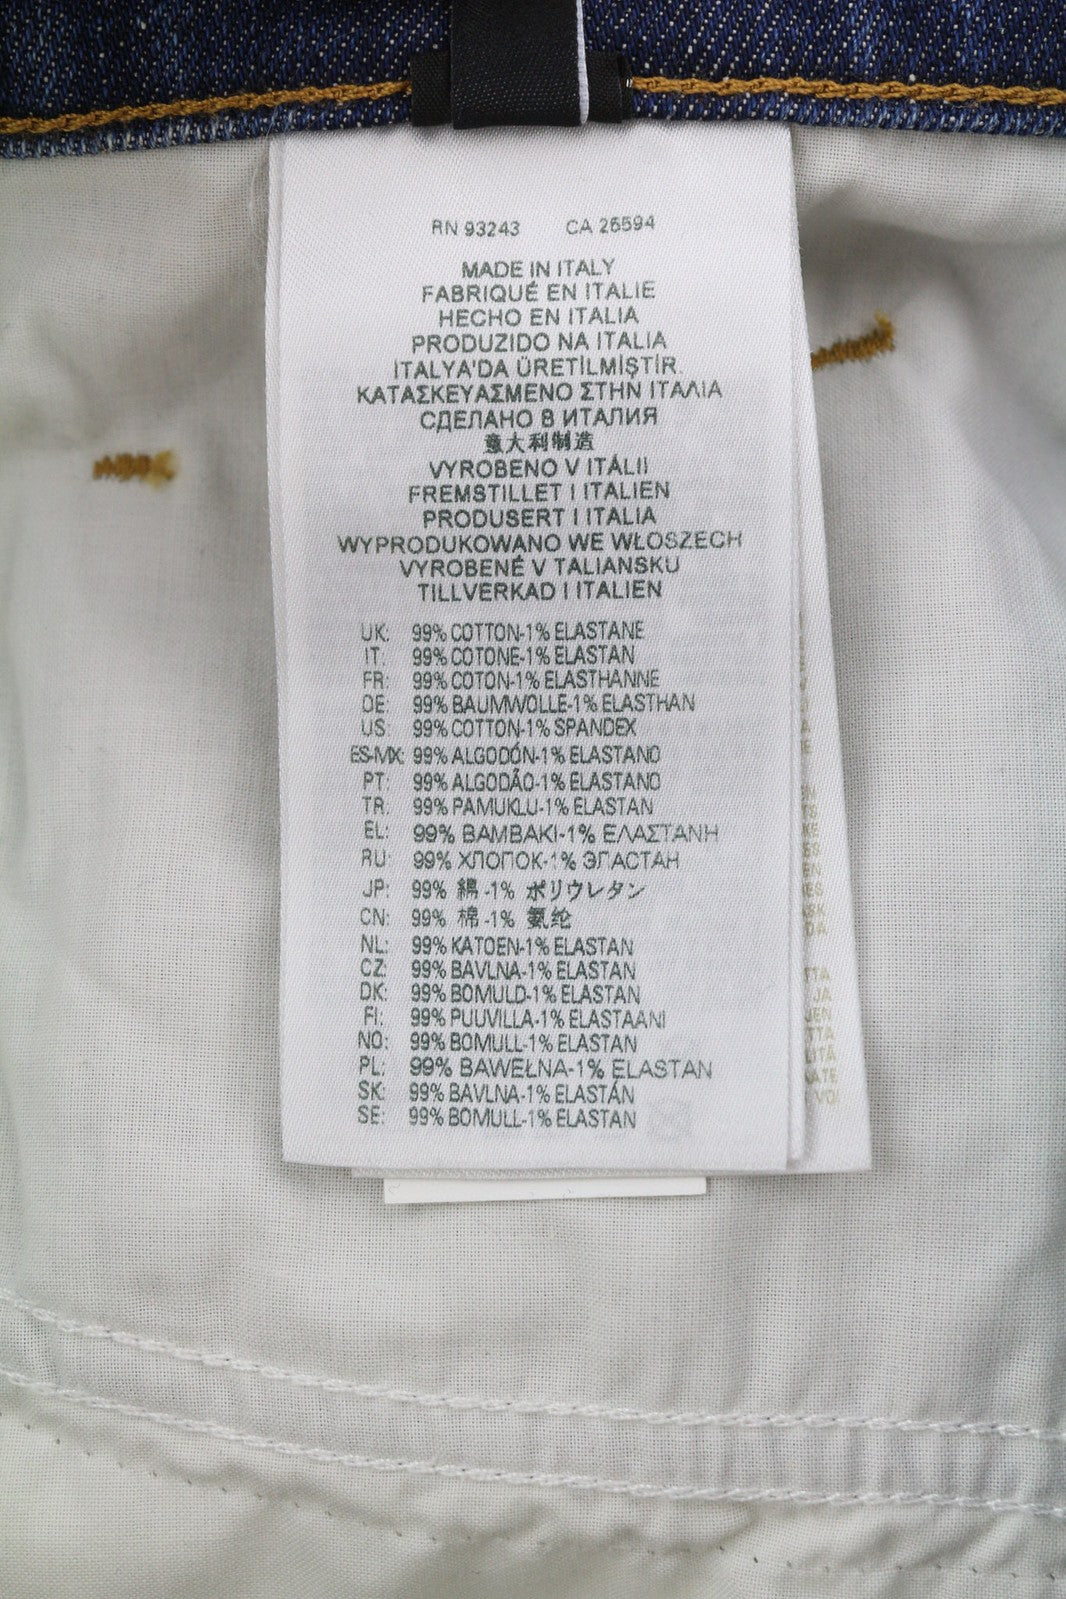 RN 93243 CA 26594
MADE IN ITALY
FABRIQUÉ EN ITALIE
HECHO EN ITALIA
PRODUZIDO NA ITALIA
İTALYA'DA ÜRETİLMİŞTİR.
ΚΑΤΑΣΚΕΥΑΣΜΕΝΟ ΣΤΗΝ ΙΤΑΛΙΑ
СДЕЛАНО В ИТАЛИЯ
意大利制造
VYROBENO V ITÁLII
FREMSTILLET I ITALIEN
PRODUSERT I ITALIA
WYPRODUKOWANO WE WŁOSZECH
VYROBENÉ V TALIANSKU
TILLVERKAD I ITALIEN
UK: 99% COTTON-1% ELASTANE
IT: 99% COTONE-1% ELASTAN
FR: 99% COTON-1% ELASTHANNE
DE: 99% BAUMWOLLE-1% ELASTHAN
US: 99% COTTON-1% SPANDEX
ES-MX: 99% ALGODÓN-1% ELASTANO
PT: 99% ALGODÃO-1% ELASTANO
TR: 99% PAMUKLU-1% ELASTAN
EL: 99% ΒΑΜΒΑΚΙ-1% ΕΛΑΣΤΑΝΗ
RU: 99% ХЛОПОК-1% ЭЛАСТАН
JP: 99% 綿 -1% ポリウレタン
CN: 99% 棉 -1% 氨纶
NL: 99% KATOEN-1% ELASTAN
CZ: 99% BAVLNA-1% ELASTAN
DK: 99% BOMULD-1% ELASTAN
FI: 99% PUUVILLA-1% ELASTAANI
NO: 99% BOMULL-1% ELASTAN
PL: 99% BAWEŁNA-1% ELASTAN
SK: 99% BAVLNA-1% ELASTÁN
SE: 99% BOMULL-1% ELASTAN